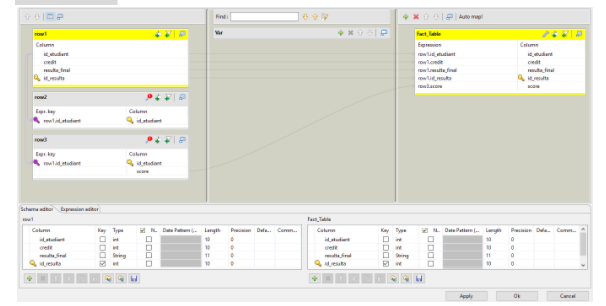 Find :
Auto map!
row1
Column
id_etudiant
credit
resulta_final
id_resulta
row2
Expr. key Column
row1.id_etudiant id_etudiant
row3
Expr. key Column
row1.id_etudiant id_etudiant
score
Var
Fact_Table
Expression Column
row1.id_etudiant id_etudiant
row1.credit credit
row1.resulta_final resulta_final
row1.id_resulta id_resulta
row3.score score
Schema editor Expression editor
row1
Column Key Type N.. Date Pattern (... Length Precision Defa... Comm...
id_etudiant int 10 0
credit int 10 0
resulta_final String 11 0
id_resulta int 10 0
Fact_Table
Column Key Type N.. Date Pattern (... Length Precision Defa... Comm...
id_etudiant int 10 0
credit int 10 0
resulta_final String 11 0
id_resulta int 10 0
Apply Ok Cancel